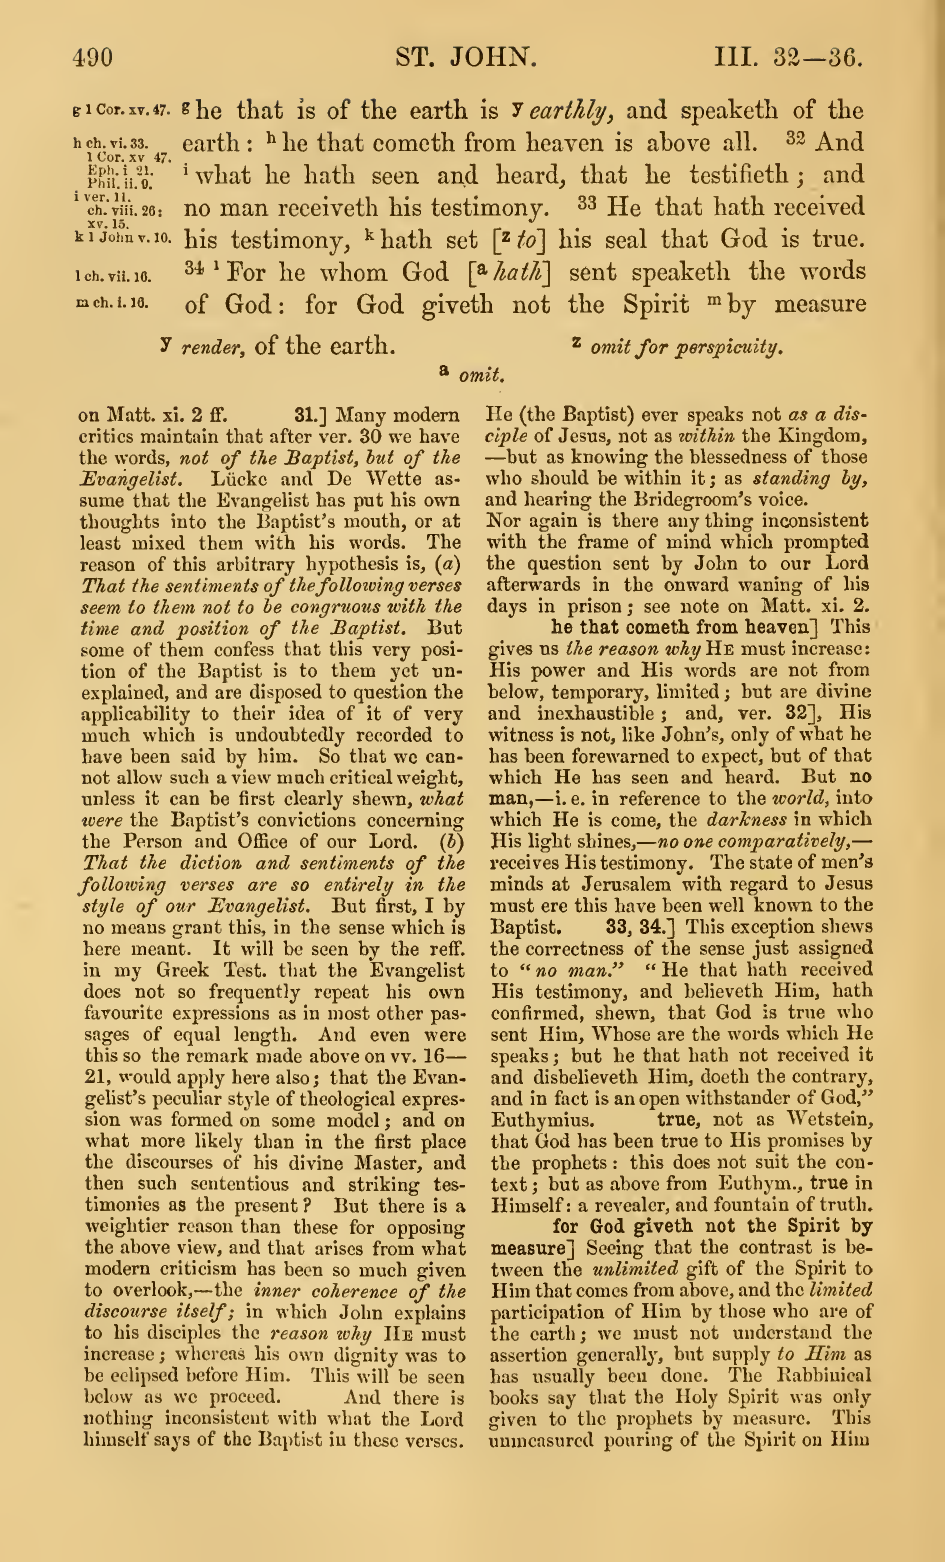 490 ST. JOHN. III. 32—36.
g 1 Cor. xv. 47. g he that is of the earth is y earthly, and speaketh of the
h ch. vi. 33. earth : h he that cometh from heaven is above all. 32 And
1 Cor. xv 47.
Eph. i. 21. i what he hath seen and heard, that he testifieth ; and
Phil. ii. 9.
i ver. 11.
ch. viii. 26: no man receiveth his testimony. 33 He that hath received
xv. 15.
k 1 John v. 10. his testimony, k hath set [z to] his seal that God is true.
l ch. vii. 16. 34 l For he whom God [a hath] sent speaketh the words
m ch. i. 16. of God : for God giveth not the Spirit m by measure
y render, of the earth. z omit for perspicuity.
a omit.
on Matt. xi. 2 ff. 31.] Many modern
critics maintain that after ver. 30 we have
the words, not of the Baptist, but of the
Evangelist. Lücke and De Wette as-
sume that the Evangelist has put his own
thoughts into the Baptist's mouth, or at
least mixed them with his words. The
reason of this arbitrary hypothesis is, (a)
That the sentiments of the following verses
seem to them not to be congruous with the
time and position of the Baptist. But
some of them confess that this very posi-
tion of the Baptist is to them yet un-
explained, and are disposed to question the
applicability to their idea of it of very
much which is undoubtedly recorded to
have been said by him. So that we can-
not allow such a view much critical weight,
unless it can be first clearly shewn, what
were the Baptist's convictions concerning
the Person and Office of our Lord. (b)
That the diction and sentiments of the
following verses are so entirely in the
style of our Evangelist. But first, I by
no means grant this, in the sense which is
here meant. It will be seen by the reff.
in my Greek Test. that the Evangelist
does not so frequently repeat his own
favourite expressions as in most other pas-
sages of equal length. And even were
this so the remark made above on vv. 16—
21, would apply here also ; that the Evan-
gelist's peculiar style of theological expres-
sion was formed on some model ; and on
what more likely than in the first place
the discourses of his divine Master, and
then such sententious and striking tes-
timonies as the present ? But there is a
weightier reason than these for opposing
the above view, and that arises from what
modern criticism has been so much given
to overlook,—the inner coherence of the
discourse itself; in which John explains
to his disciples the reason why HE must
increase ; whereas his own dignity was to
be eclipsed before Him. This will be seen
below as we proceed. And there is
nothing inconsistent with what the Lord
himself says of the Baptist in these verses.
He (the Baptist) ever speaks not as a dis-
ciple of Jesus, not as within the Kingdom,
—but as knowing the blessedness of those
who should be within it ; as standing by,
and hearing the Bridegroom's voice.
Nor again is there any thing inconsistent
with the frame of mind which prompted
the question sent by John to our Lord
afterwards in the onward waning of his
days in prison ; see note on Matt. xi. 2.
he that cometh from heaven] This
gives us the reason why HE must increase:
His power and His words are not from
below, temporary, limited ; but are divine
and inexhaustible ; and, ver. 32], His
witness is not, like John's, only of what he
has been forewarned to expect, but of that
which He has seen and heard. But no
man,—i. e. in reference to the world, into
which He is come, the darkness in which
His light shines,—no one comparatively,—
receives His testimony. The state of men's
minds at Jerusalem with regard to Jesus
must ere this have been well known to the
Baptist. 33, 34.] This exception shews
the correctness of the sense just assigned
to "no man." "He that hath received
His testimony, and believeth Him, hath
confirmed, shewn, that God is true who
sent Him, Whose are the words which He
speaks ; but he that hath not received it
and disbelieveth Him, doeth the contrary,
and in fact is an open withstander of God,"
Euthymius. true, not as Wetstein,
that God has been true to His promises by
the prophets : this does not suit the con-
text ; but as above from Euthym., true in
Himself : a revealer, and fountain of truth.
for God giveth not the Spirit by
measure] Seeing that the contrast is be-
tween the unlimited gift of the Spirit to
Him that comes from above, and the limited
participation of Him by those who are of
the earth ; we must not understand the
assertion generally, but supply to Him as
has usually been done. The Rabbinical
books say that the Holy Spirit was only
given to the prophets by measure. This
unmeasured pouring of the Spirit on Him